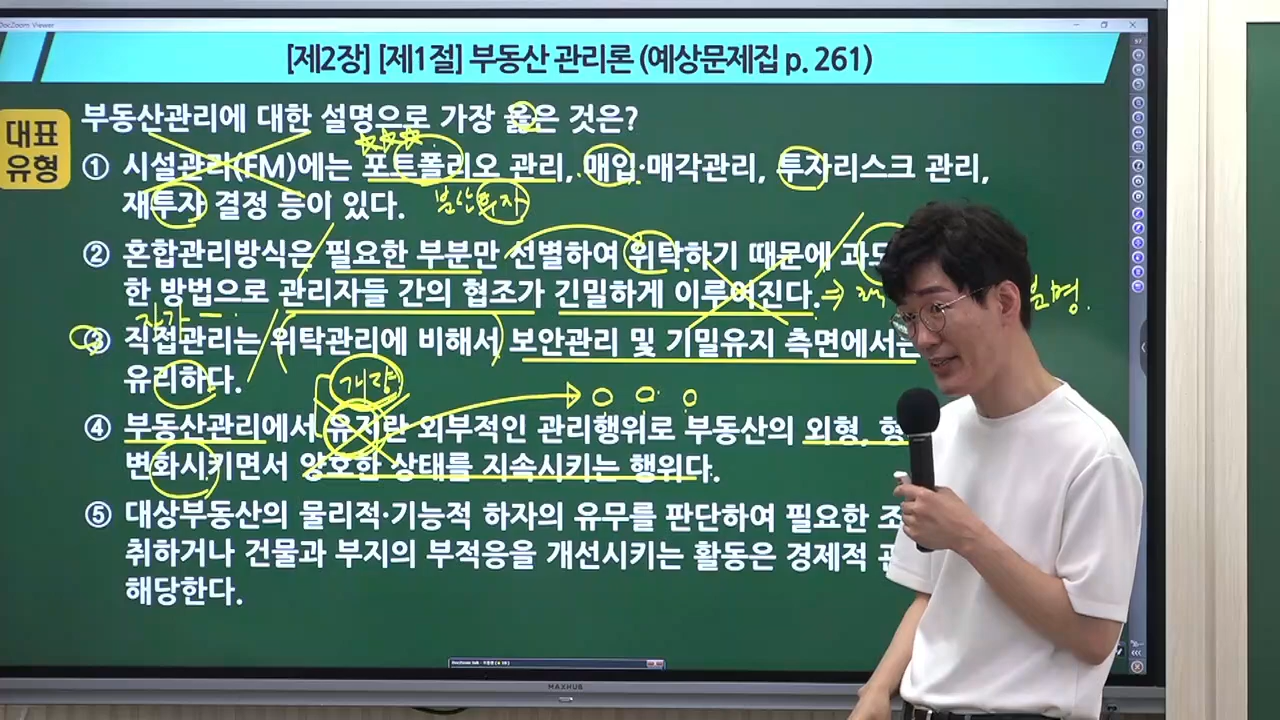 DocZoom Viewer
[제2장] [제1절] 부동산 관리론 (예상문제집 p. 261)
대표
유형
부동산관리에 대한 설명으로 가장 옳은 것은?
① 시설관리(FM)에는 포트폴리오 관리, 매입·매각관리, 투자리스크 관리,
재투자 결정 등이 있다.
분산투자
② 혼합관리방식은 필요한 부분만 선별하여 위탁하기 때문에 과도
한 방법으로 관리자들 간의 협조가 긴밀하게 이루어진다.⇒
분명.
자가
③ 직접관리는 위탁관리에 비해서 보안관리 및 기밀유지 측면에서는
유리하다.
개량
④ 부동산관리에서 유지란 외부적인 관리행위로 부동산의 외형, 형
변화시키면서 양호한 상태를 지속시키는 행위다.
⑤ 대상부동산의 물리적·기능적 하자의 유무를 판단하여 필요한 조
취하거나 건물과 부지의 부적응을 개선시키는 활동은 경제적 관
해당한다.
MAXHUB